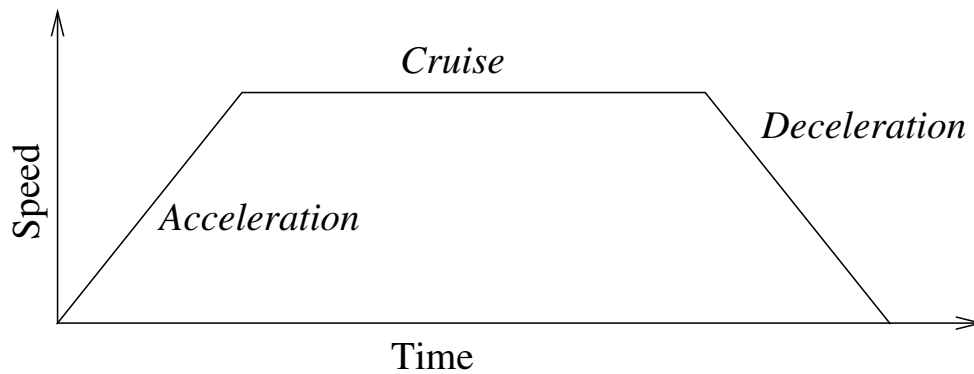 Cruise
Deceleration
Acceleration
Speed
Time